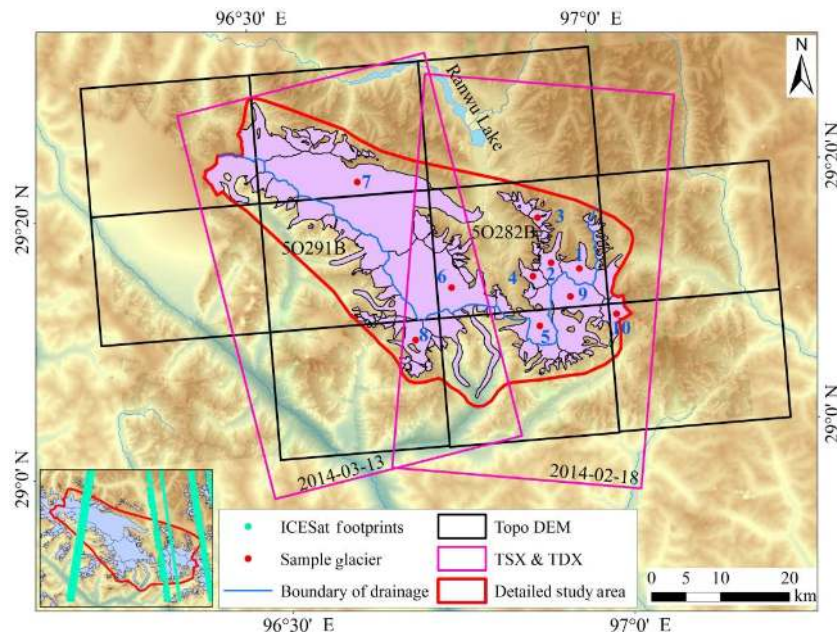 96°30' E
97°0' E
N
Ranwu Lake
29°20' N
29°20' N
7
3
5O291B
5O282B
1
2
4
6
9
10
5
8
29°0' N
29°0' N
2014-03-13
2014-02-18
ICESat footprints
Topo DEM
Sample glacier
TSX & TDX
Boundary of drainage
Detailed study area
0 5 10 20
km
96°30' E
97°0' E